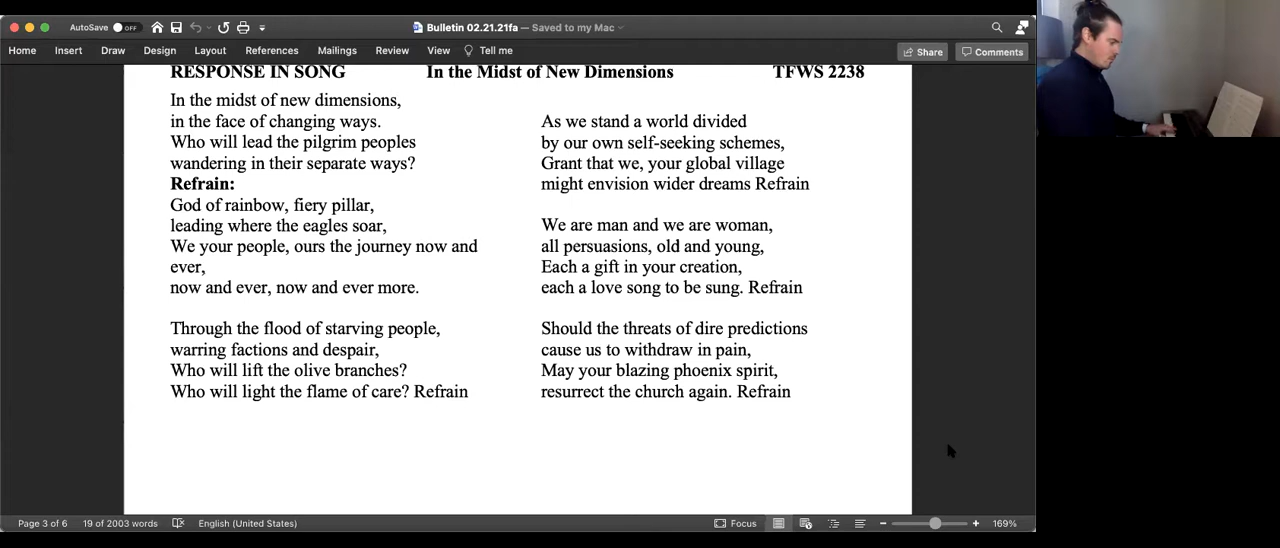 AutoSave OFF
Bulletin 02.21.21fa — Saved to my Mac
Home Insert Draw Design Layout References Mailings Review View Tell me
Share Comments
RESPONSE IN SONG In the Midst of New Dimensions TFWS 2238
In the midst of new dimensions,
in the face of changing ways.
Who will lead the pilgrim peoples
wandering in their separate ways?
Refrain:
God of rainbow, fiery pillar,
leading where the eagles soar,
We your people, ours the journey now and
ever,
now and ever, now and ever more.
Through the flood of starving people,
warring factions and despair,
Who will lift the olive branches?
Who will light the flame of care? Refrain
As we stand a world divided
by our own self-seeking schemes,
Grant that we, your global village
might envision wider dreams Refrain
We are man and we are woman,
all persuasions, old and young,
Each a gift in your creation,
each a love song to be sung. Refrain
Should the threats of dire predictions
cause us to withdraw in pain,
May your blazing phoenix spirit,
resurrect the church again. Refrain
Page 3 of 6 19 of 2003 words English (United States) Focus 169%